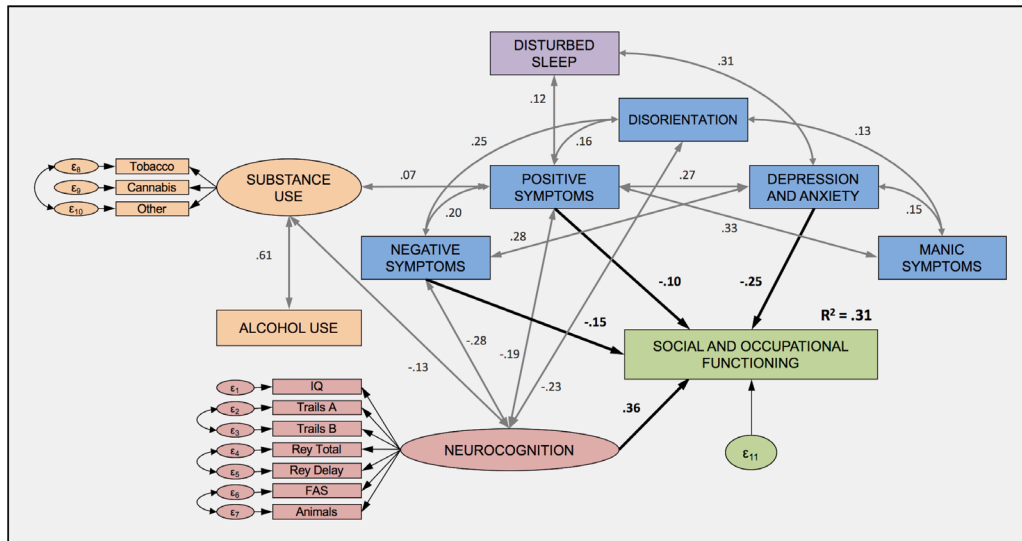 DISTURBED
SLEEP
.31
.12
DISORIENTATION
.25
.16
.13
ε8
Tobacco
ε9
Cannabis
ε10
Other
SUBSTANCE
USE
.07
POSITIVE
SYMPTOMS
.27
DEPRESSION
AND ANXIETY
.20
.15
.28
.33
NEGATIVE
SYMPTOMS
MANIC
SYMPTOMS
.61
-.10
-.25
ALCOHOL USE
-.15
R2 = .31
-.28
-.19
-.13
-.23
SOCIAL AND OCCUPATIONAL
FUNCTIONING
ε1
IQ
ε2
Trails A
ε3
Trails B
ε4
Rey Total
ε5
Rey Delay
ε6
FAS
ε7
Animals
NEUROCOGNITION
.36
ε11